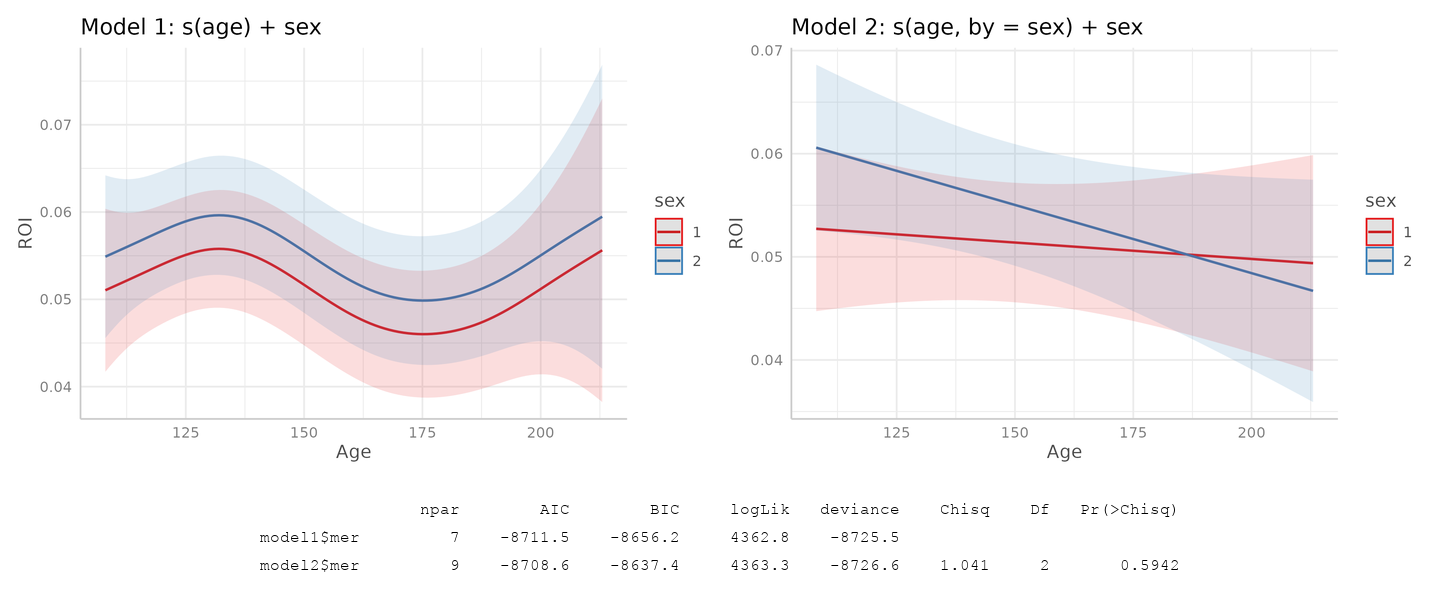 Model 1: s(age) + sex
0.07
0.06
0.05
0.04
ROI
125 150 175 200
Age
sex
1
2
Model 2: s(age, by = sex) + sex
0.07
0.06
0.05
0.04
ROI
125 150 175 200
Age
sex
1
2
npar AIC BIC logLik deviance Chisq Df Pr(>Chisq)
model1$mer 7 -8711.5 -8656.2 4362.8 -8725.5
model2$mer 9 -8708.6 -8637.4 4363.3 -8726.6 1.041 2 0.5942